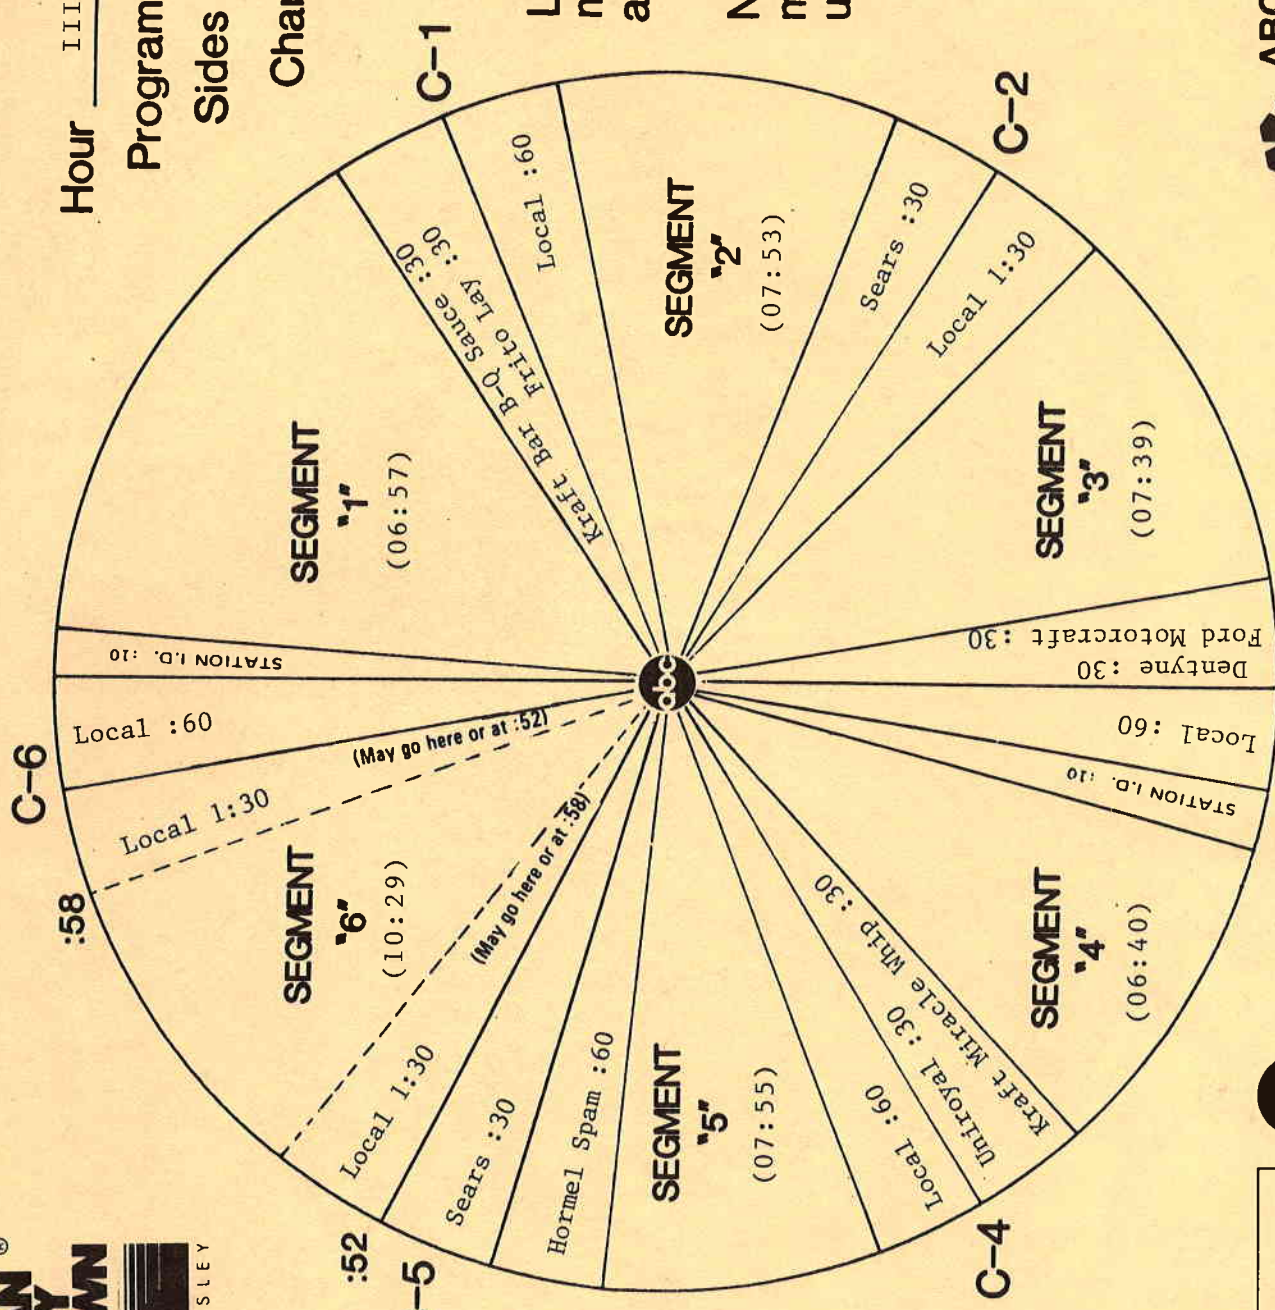 Hour III
Program
Sides
C-1
C-2
SEGMENT
"1"
(06:57)
Kraft Bar B-Q Sauce :30
Frito Lay :30
Local :60
SEGMENT
"2"
(07:53)
Sears :30
Local 1:30
SEGMENT
"3"
(07:39)
Ford Motorcraft :30
Dentyne :30
Local :60
STATION I.D. :10
SEGMENT
"4"
(06:40)
Kraft Miracle Whip :30
Uniroyal :30
Local :60
C-4
SEGMENT
"5"
(07:55)
Hormel Spam :60
Sears :30
-5
:52
Local 1:30
(May go here or at :58)
SEGMENT
"6"
(10:29)
:58
Local 1:30
(May go here or at :52)
C-6
Local :60
STATION I.D. :10
abc
ABC
SLEY